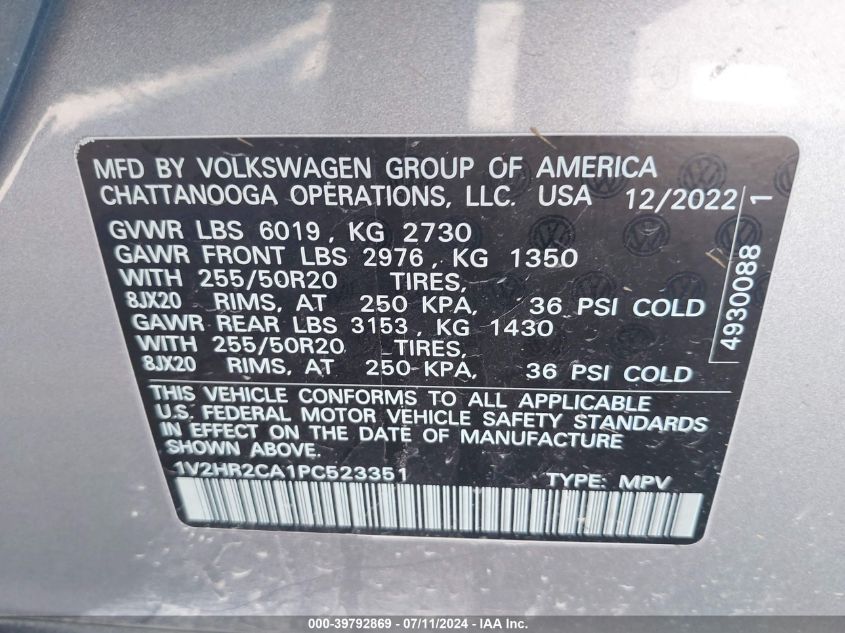 MFD BY VOLKSWAGEN GROUP OF AMERICA
CHATTANOOGA OPERATIONS, LLC. USA 12/2022
GVWR LBS 6019, KG 2730
GAWR FRONT LBS 2976, KG 1350
WITH 255/50R20 TIRES,
8JX20 RIMS, AT 250 KPA, 36 PSI COLD
GAWR REAR LBS 3153, KG 1430
WITH 255/50R20 TIRES,
8JX20 RIMS, AT 250 KPA, 36 PSI COLD
4930088 1
THIS VEHICLE CONFORMS TO ALL APPLICABLE
U.S. FEDERAL MOTOR VEHICLE SAFETY STANDARDS
IN EFFECT ON THE DATE OF MANUFACTURE
SHOWN ABOVE.
1V2HR2CA1PC523351 TYPE: MPV
000-39792869 - 07/11/2024 - IAA Inc.